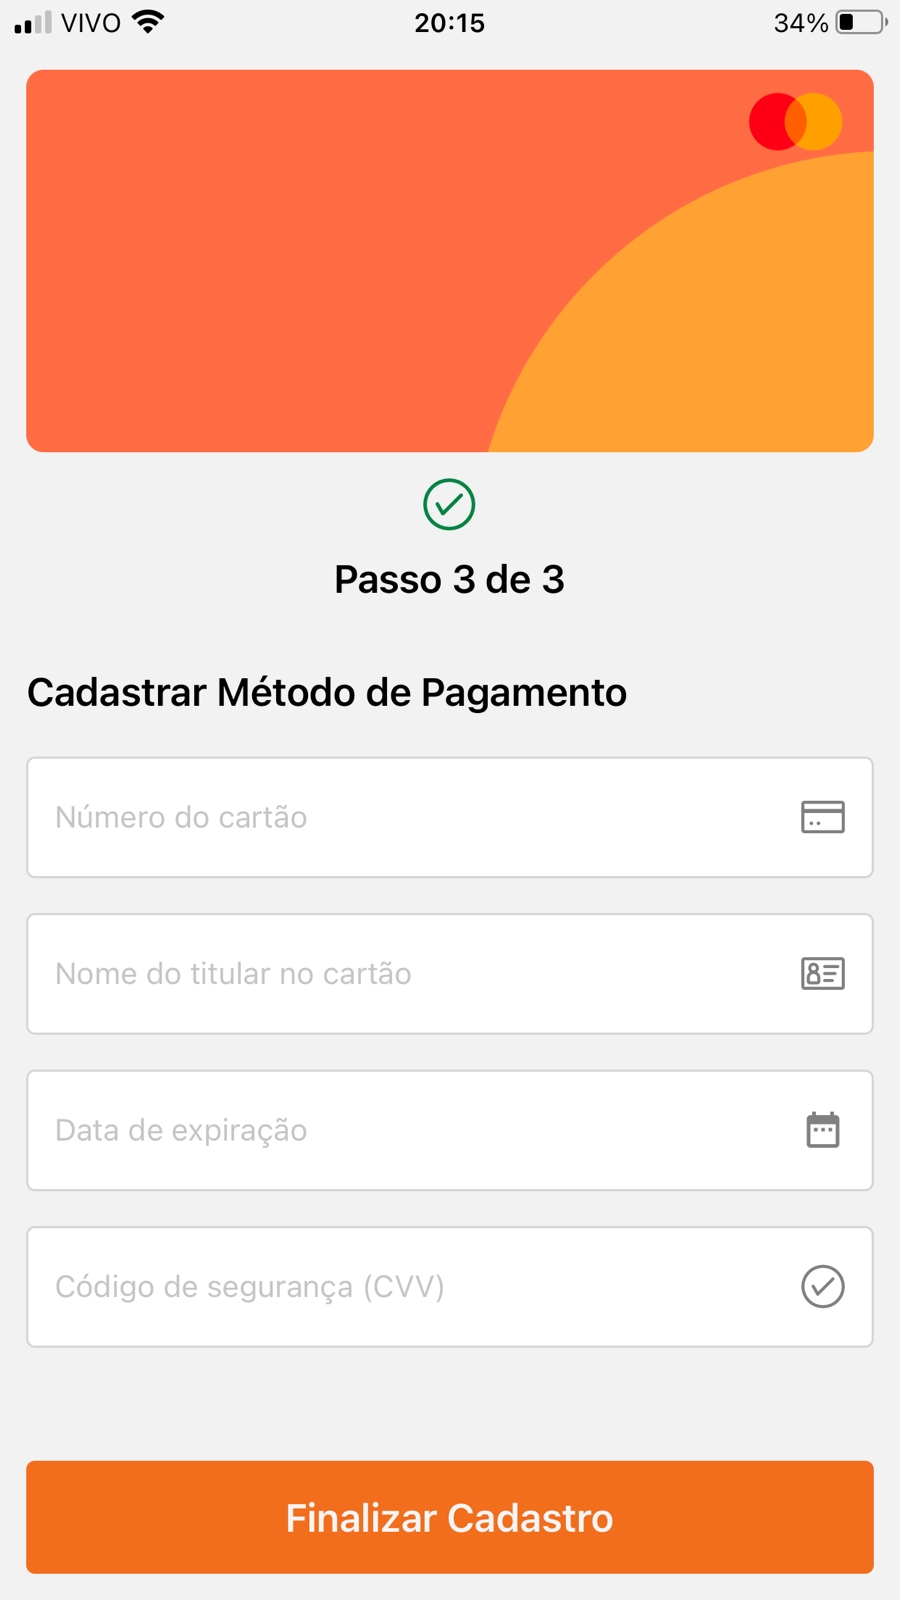 VIVO 20:15 34%
Passo 3 de 3
Cadastrar Método de Pagamento
Número do cartão
Nome do titular no cartão
Data de expiração
Código de segurança (CVV)
Finalizar Cadastro